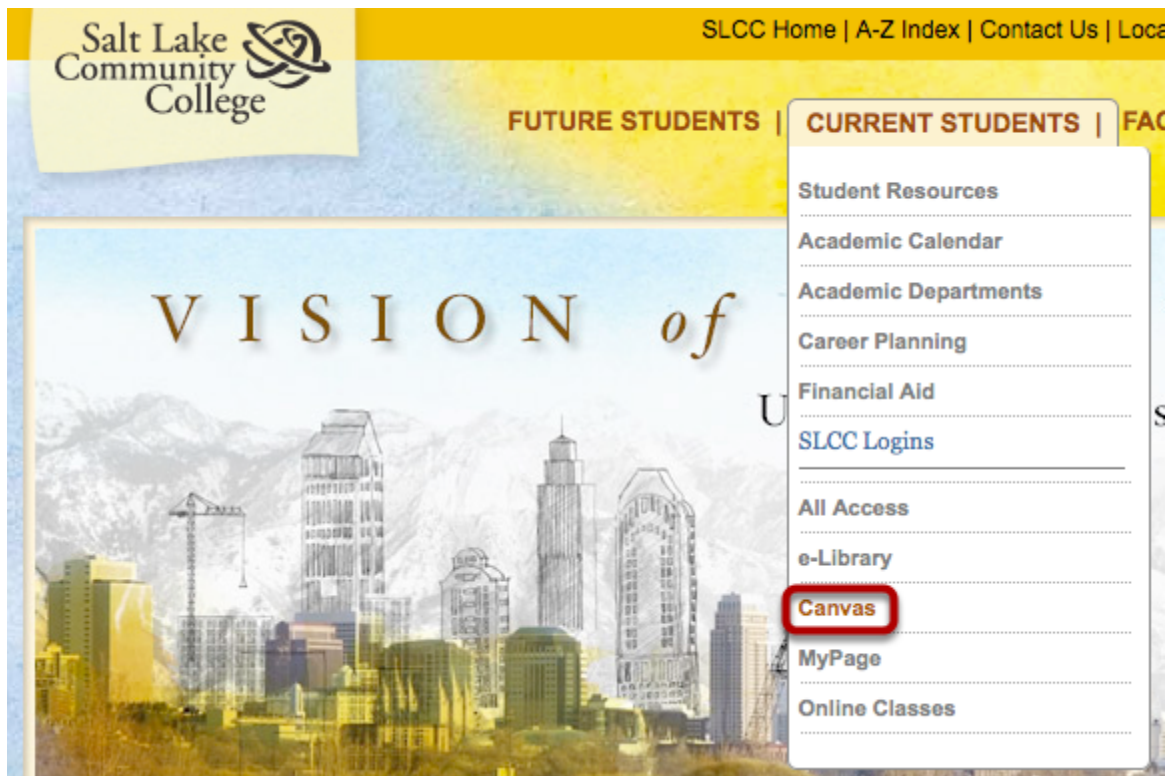 Salt Lake
Community
College
SLCC Home | A-Z Index | Contact Us |
FUTURE STUDENTS | CURRENT STUDENTS |
Student Resources
Academic Calendar
Academic Departments
Career Planning
Financial Aid
SLCC Logins
All Access
e-Library
Canvas
MyPage
Online Classes
VISION of